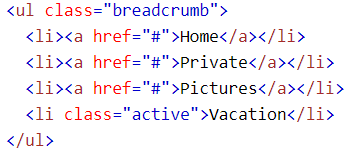 <ul class="breadcrumb">
  <li><a href="#">Home</a></li>
  <li><a href="#">Private</a></li>
  <li><a href="#">Pictures</a></li>
  <li class="active">Vacation</li>
</ul>